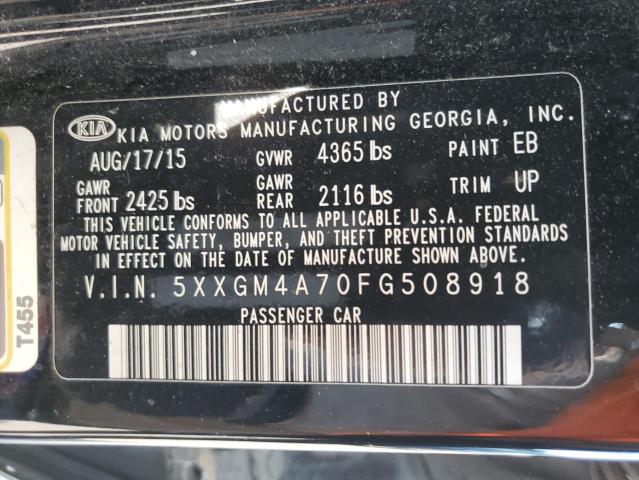 MANUFACTURED BY
KIA KIA MOTORS MANUFACTURING GEORGIA, INC.
AUG/17/15 GVWR 4365 lbs PAINT EB
GAWR FRONT 2425 lbs GAWR REAR 2116 lbs TRIM UP
THIS VEHICLE CONFORMS TO ALL APPLICABLE U.S.A. FEDERAL
MOTOR VEHICLE SAFETY, BUMPER, AND THEFT PREVENTION STANDARDS
IN EFFECT ON THE DATE OF MANUFACTURE SHOWN ABOVE.
V.I.N. 5XXGM4A70FG508918
PASSENGER CAR
T455